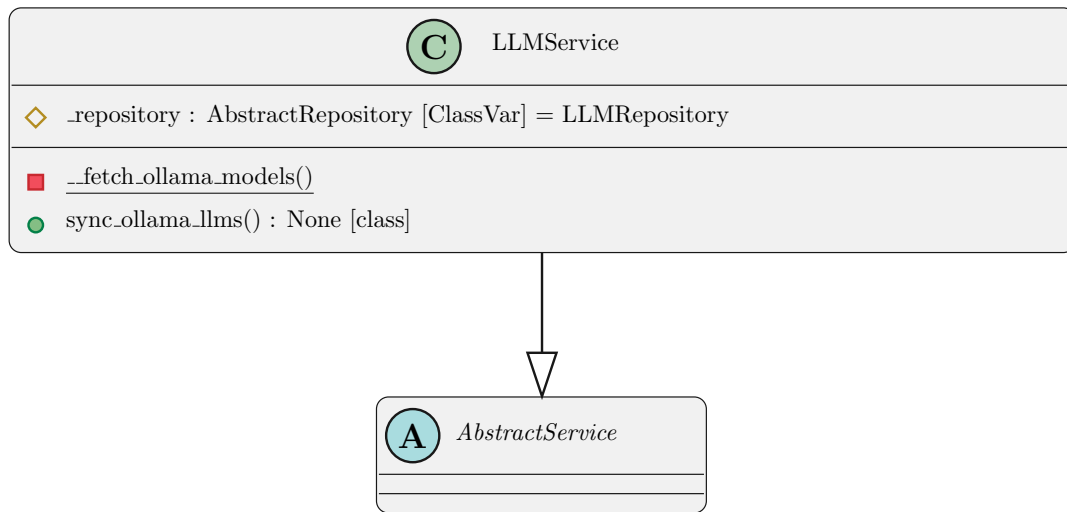 C LLMService
_repository : AbstractRepository [ClassVar] = LLMRepository
__fetch_ollama_models()
sync_ollama_llms() : None [class]
A AbstractService